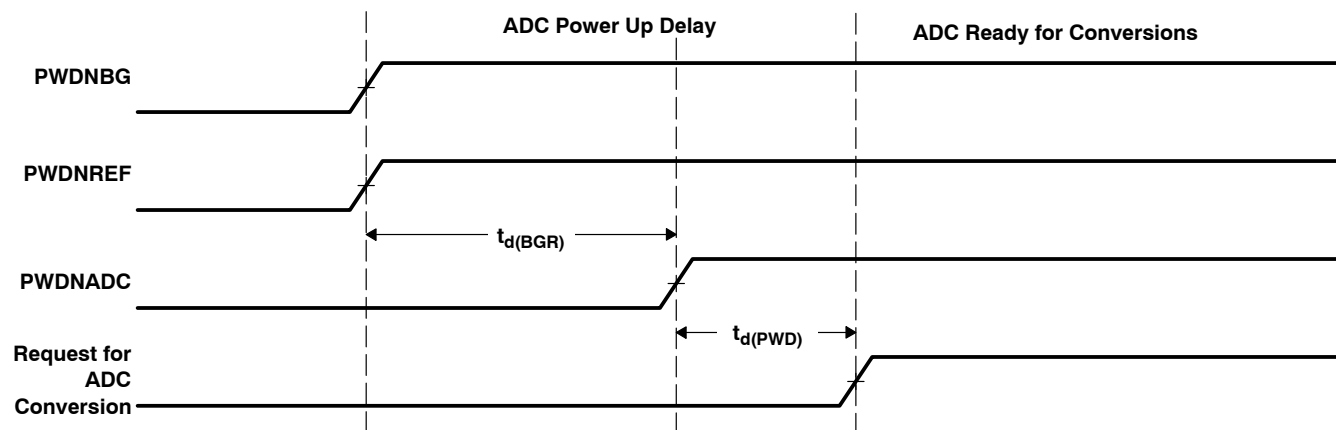 ADC Power Up Delay
ADC Ready for Conversions
PWDNBG
PWDNREF
td(BGR)
PWDNADC
td(PWD)
Request for
ADC
Conversion